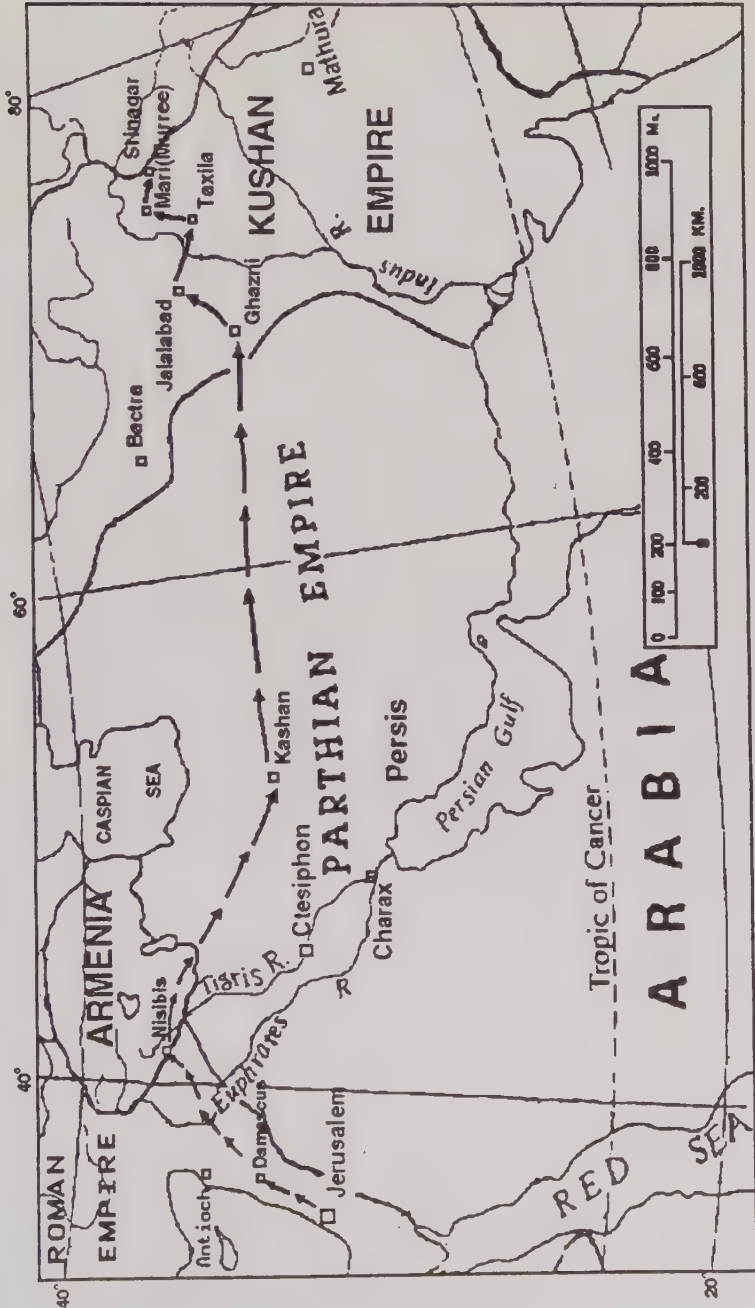 40°
60°
80°
40°
20°
ROMAN
EMPIRE
ARMENIA
CASPIAN
SEA
Antioch
Damascus
Jerusalem
Nisibis
Tigris R.
Euphrates
R
Ctesiphon
Charax
Kashan
PARTHIAN EMPIRE
Persis
Persian Gulf
Bactra
Jalalabad
Ghazni
Taxila
Mari(Murree)
Srinagar
KUSHAN
EMPIRE
Mathura
Indus
R.
Tropic of Cancer
ARABIA
RED
SEA
0 100 200 400 600 800 1000 M.
0 200 600 1000 KM.